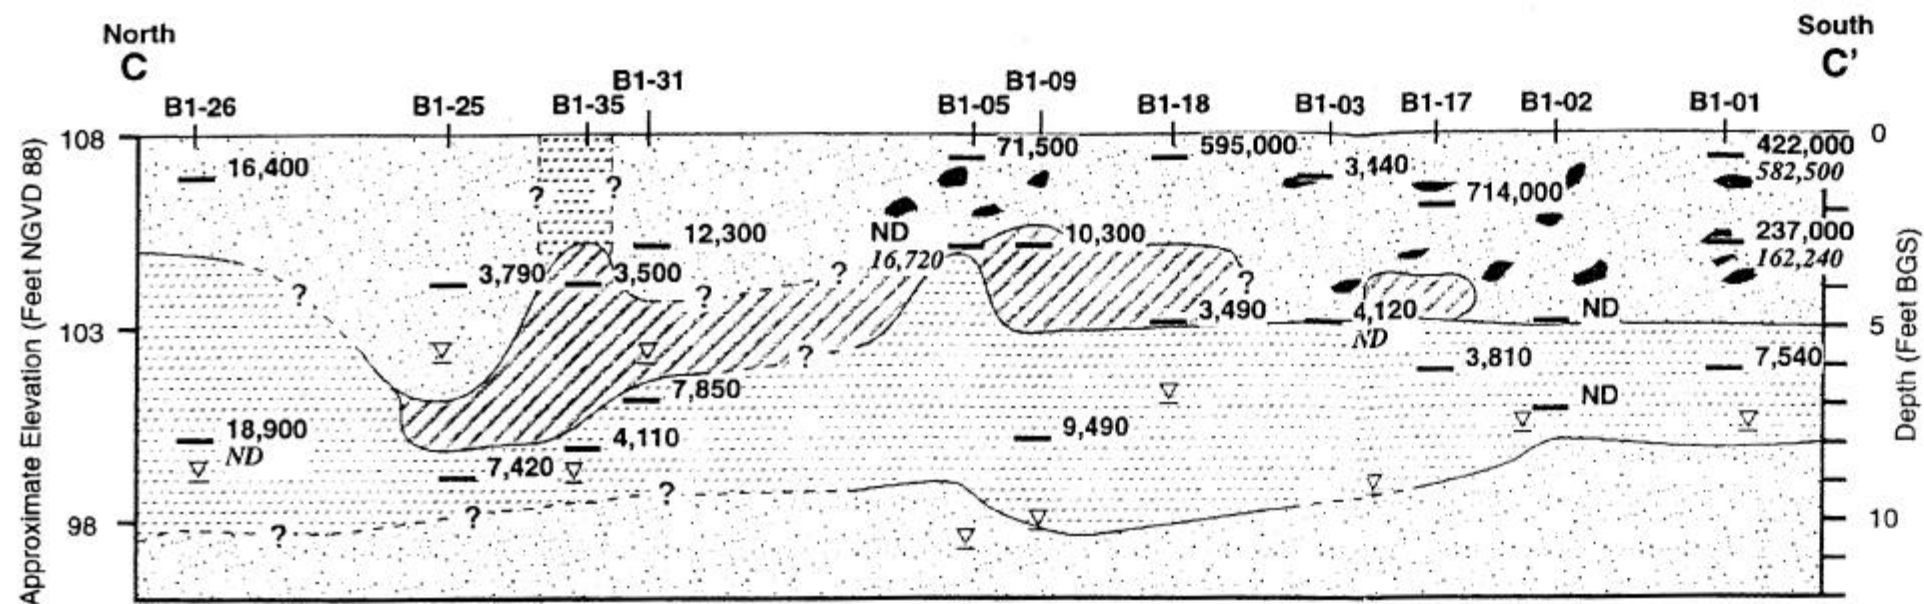 North
C
South
C'
B1-26
B1-25
B1-35
B1-31
B1-05
B1-09
B1-18
B1-03
B1-17
B1-02
B1-01
Approximate Elevation (Feet NGVD 88)
108
103
98
Depth (Feet BGS)
0
5
10
16,400
18,900
ND
3,790
7,420
3,500
4,110
12,300
7,850
71,500
ND
16,720
10,300
9,490
595,000
3,490
3,440
4,120
ND
714,000
3,810
ND
ND
422,000
582,500
237,000
162,240
7,540
?
?
?
?
?
?
?
?
?
?